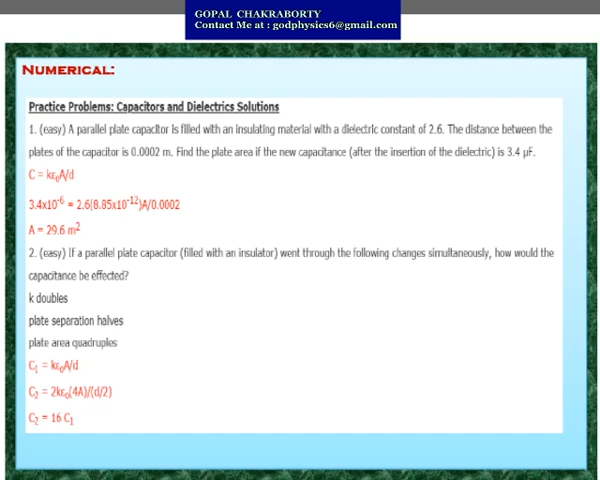 GOPAL CHAKRABORTY
Contact Me at : godphysics6@gmail.com
NUMERICAL:
Practice Problems: Capacitors and Dielectrics Solutions
1. (easy) A parallel plate capacitor is filled with an insulating material with a dielectric constant of 2.6. The distance between the
plates of the capacitor is 0.0002 m. Find the plate area if the new capacitance (after the insertion of the dielectric) is 3.4 μF.
C = kε₀A/d
3.4x10⁻⁶ = 2.6(8.85x10⁻¹²)A/0.0002
A = 29.6 m²
2. (easy) If a parallel plate capacitor (filled with an insulator) went through the following changes simultaneously, how would the
capacitance be effected?
k doubles
plate separation halves
plate area quadruples
C₁ = kε₀A/d
C₂ = 2kε₀(4A)/(d/2)
C₂ = 16 C₁